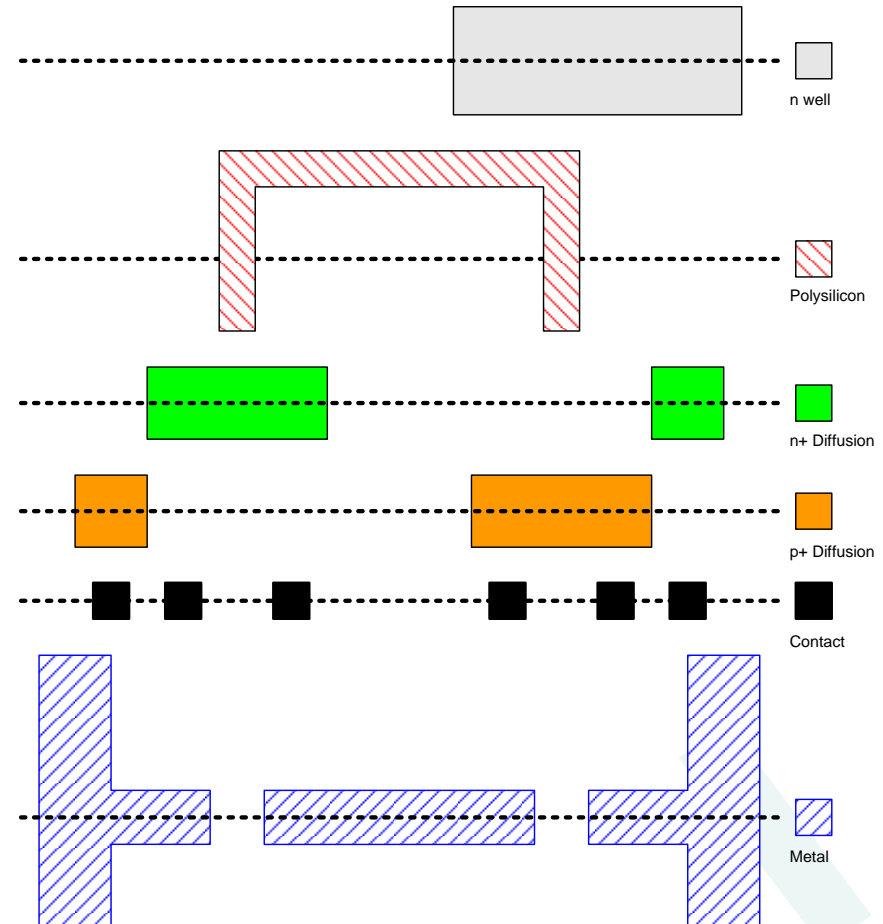 n well
Polysilicon
n+ Diffusion
p+ Diffusion
Contact
Metal